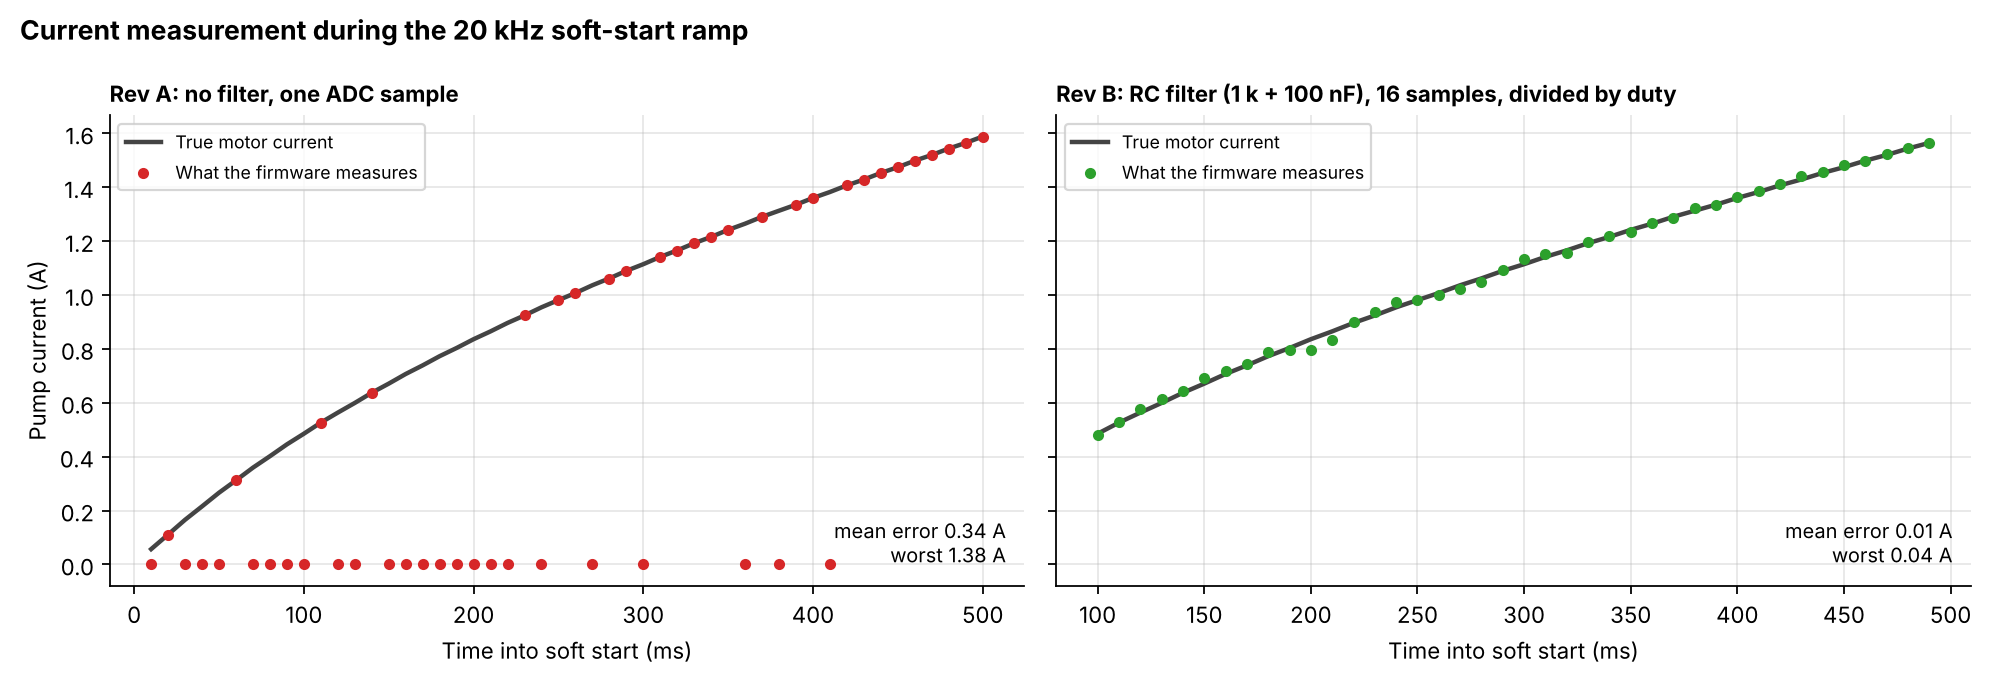 Current measurement during the 20 kHz soft-start ramp
Rev A: no filter, one ADC sample
True motor current
What the firmware measures
Pump current (A)
1.6
1.4
1.2
1.0
0.8
0.6
0.4
0.2
0.0
mean error 0.34 A
worst 1.38 A
0 100 200 300 400 500
Time into soft start (ms)
Rev B: RC filter (1 k + 100 nF), 16 samples, divided by duty
True motor current
What the firmware measures
mean error 0.01 A
worst 0.04 A
100 150 200 250 300 350 400 450 500
Time into soft start (ms)